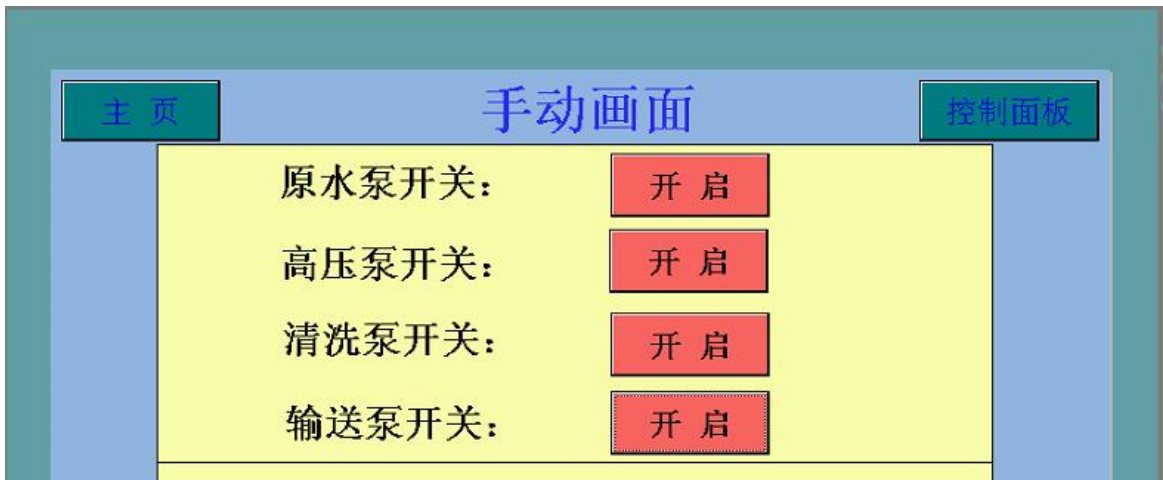 主 页 手动画面 控制面板
原水泵开关： 开 启
高压泵开关： 开 启
清洗泵开关： 开 启
输送泵开关： 开 启